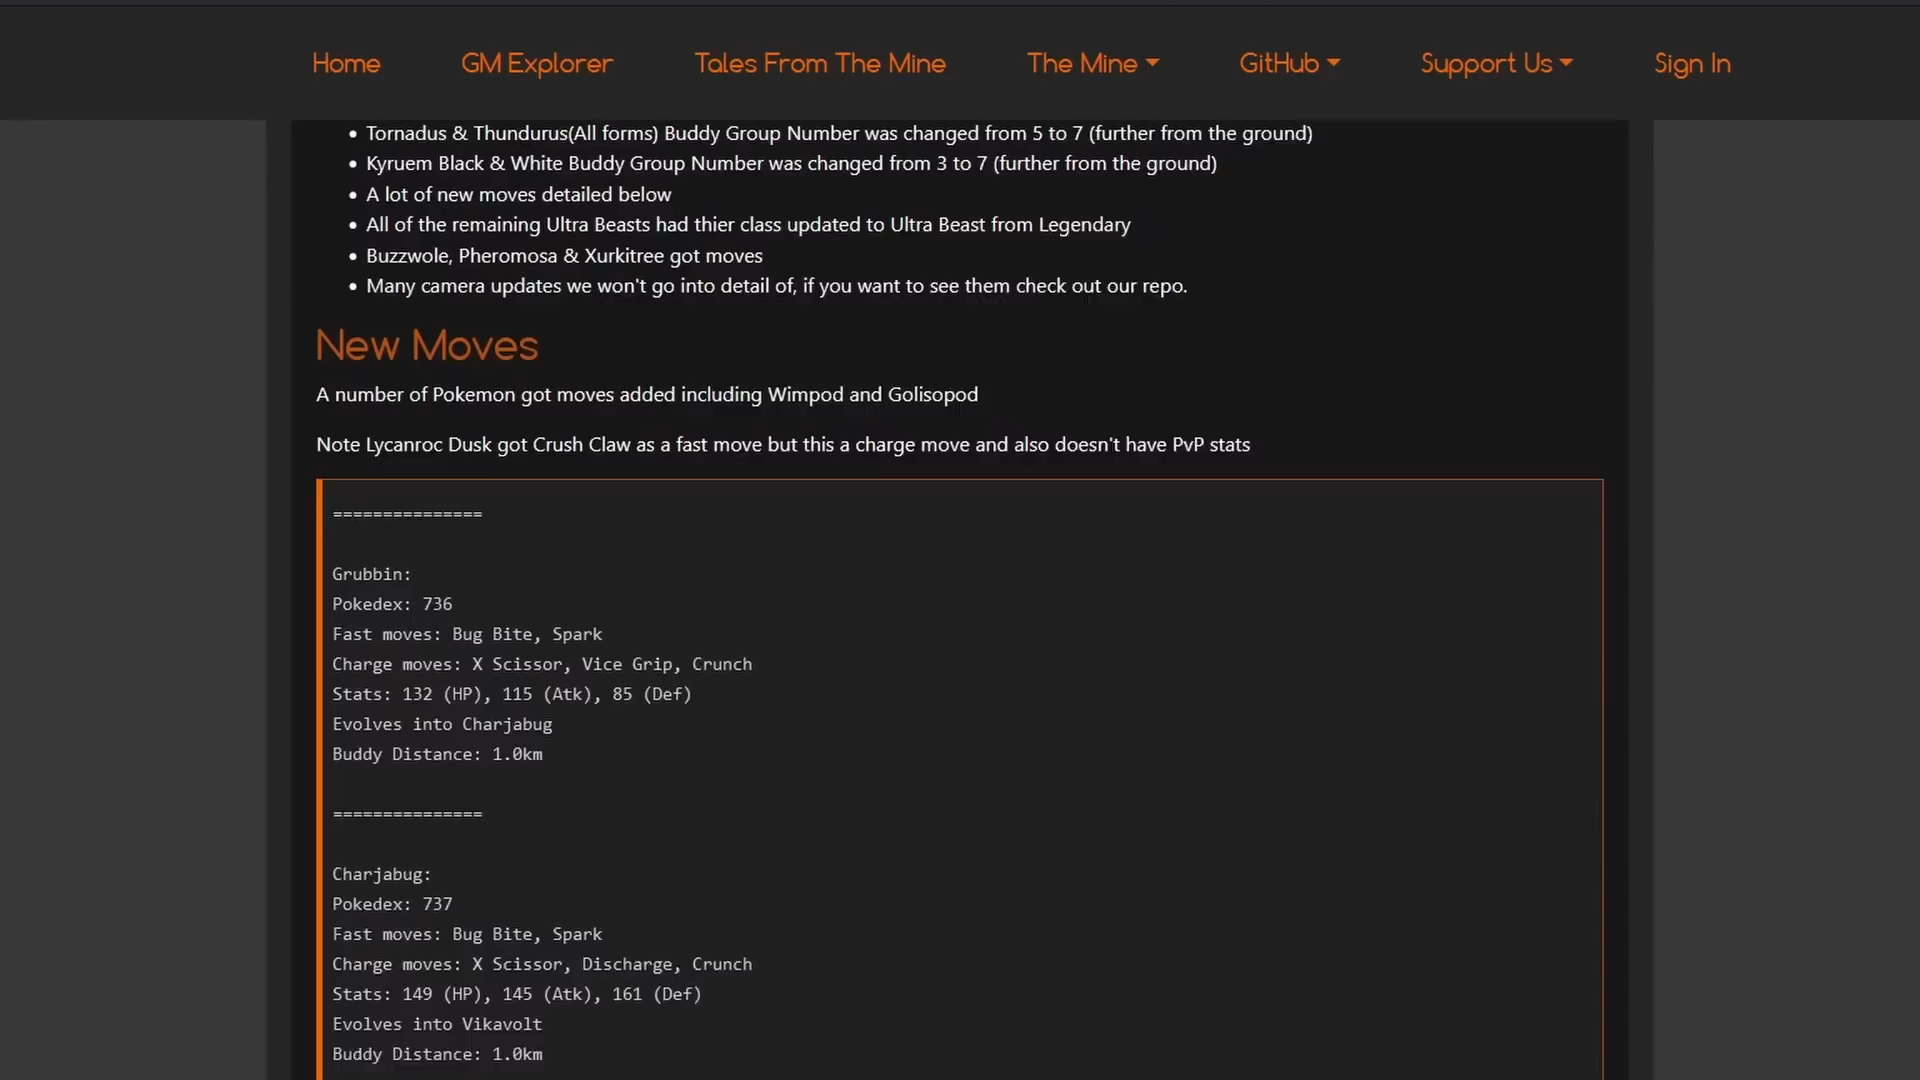 Home GM Explorer Tales From The Mine The Mine GitHub Support Us Sign In
Tornadus & Thundurus(All forms) Buddy Group Number was changed from 5 to 7 (further from the ground)
Kyruem Black & White Buddy Group Number was changed from 3 to 7 (further from the ground)
A lot of new moves detailed below
All of the remaining Ultra Beasts had thier class updated to Ultra Beast from Legendary
Buzzwole, Pheromosa & Xurkitree got moves
Many camera updates we won't go into detail of, if you want to see them check out our repo.
New Moves
A number of Pokemon got moves added including Wimpod and Golisopod
Note Lycanroc Dusk got Crush Claw as a fast move but this a charge move and also doesn't have PvP stats
===============
Grubbin:
Pokedex: 736
Fast moves: Bug Bite, Spark
Charge moves: X Scissor, Vice Grip, Crunch
Stats: 132 (HP), 115 (Atk), 85 (Def)
Evolves into Charjabug
Buddy Distance: 1.0km
===============
Charjabug:
Pokedex: 737
Fast moves: Bug Bite, Spark
Charge moves: X Scissor, Discharge, Crunch
Stats: 149 (HP), 145 (Atk), 161 (Def)
Evolves into Vikavolt
Buddy Distance: 1.0km